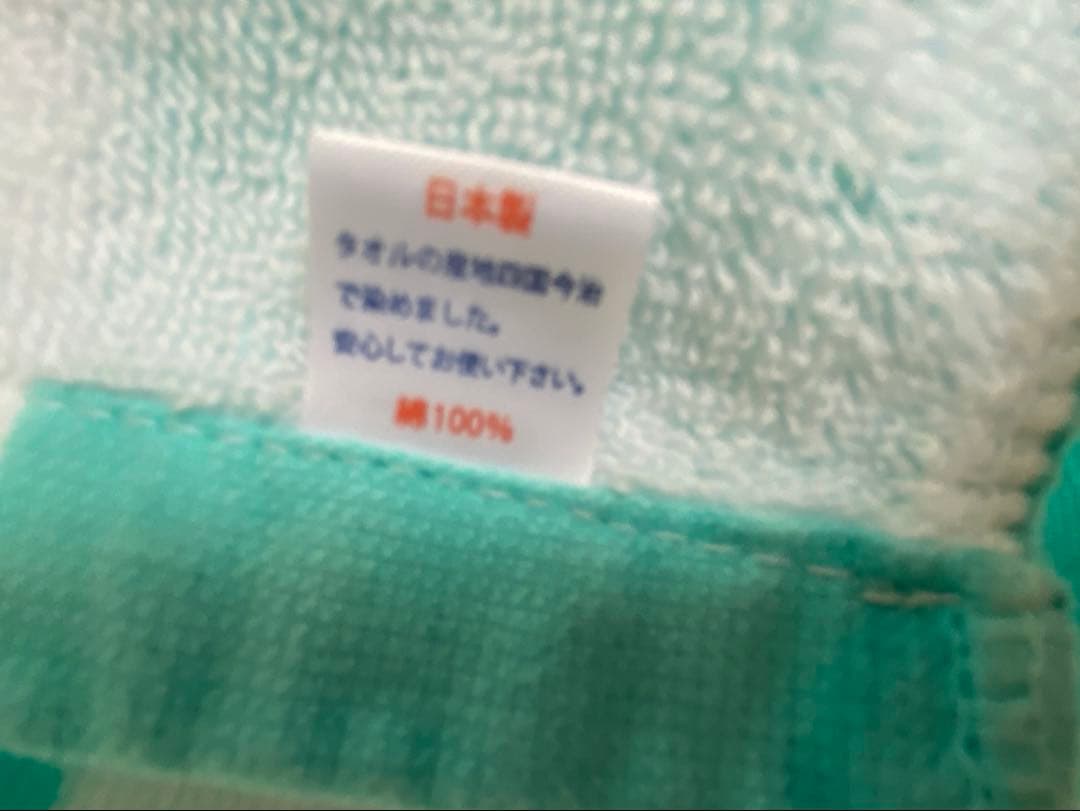 日本製
タオルの産地四国今治
で染めました。
安心してお使い下さい。
綿100%